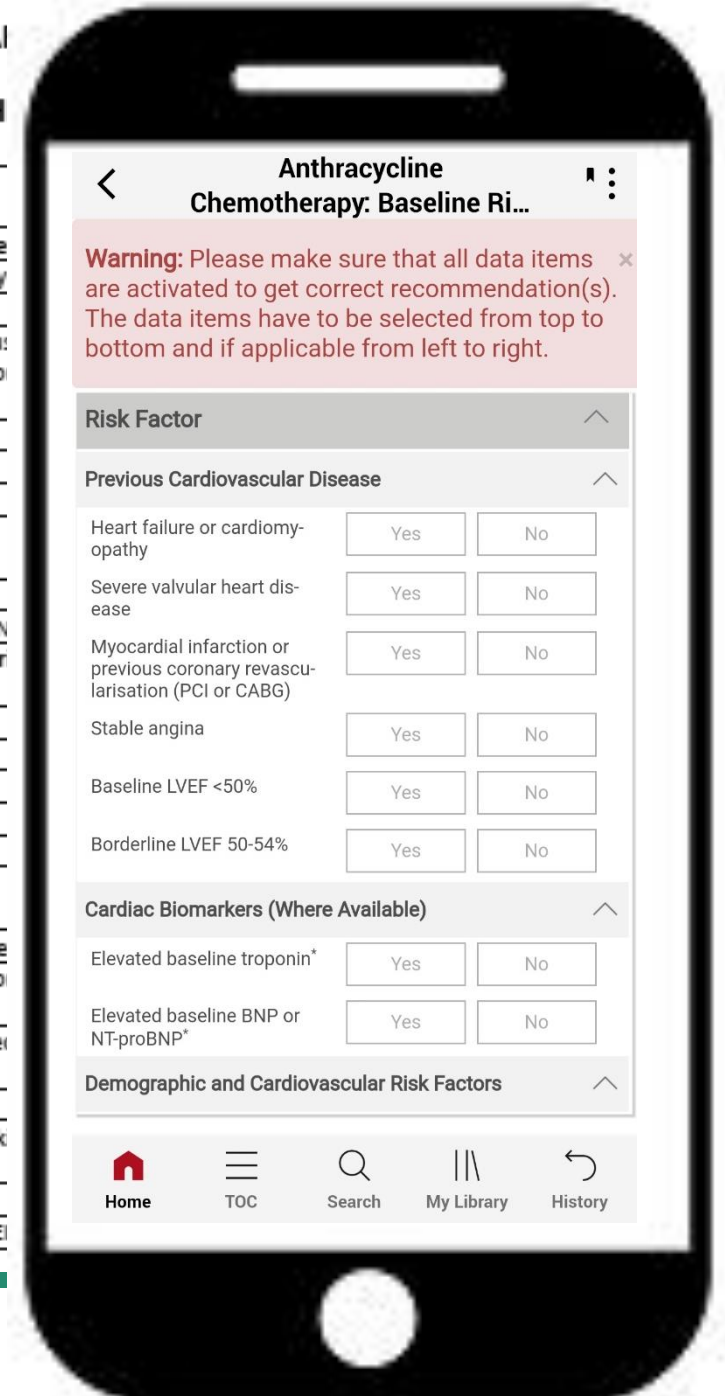 Anthracycline
Chemotherapy: Baseline Ri...
Warning: Please make sure that all data items ×
are activated to get correct recommendation(s).
The data items have to be selected from top to
bottom and if applicable from left to right.
Risk Factor
Previous Cardiovascular Disease
Heart failure or cardiomy-
opathy
Yes No
Severe valvular heart dis-
ease
Yes No
Myocardial infarction or
previous coronary revascu-
larisation (PCI or CABG)
Yes No
Stable angina
Yes No
Baseline LVEF <50%
Yes No
Borderline LVEF 50-54%
Yes No
Cardiac Biomarkers (Where Available)
Elevated baseline troponin*
Yes No
Elevated baseline BNP or
NT-proBNP*
Yes No
Demographic and Cardiovascular Risk Factors
Home TOC Search My Library History